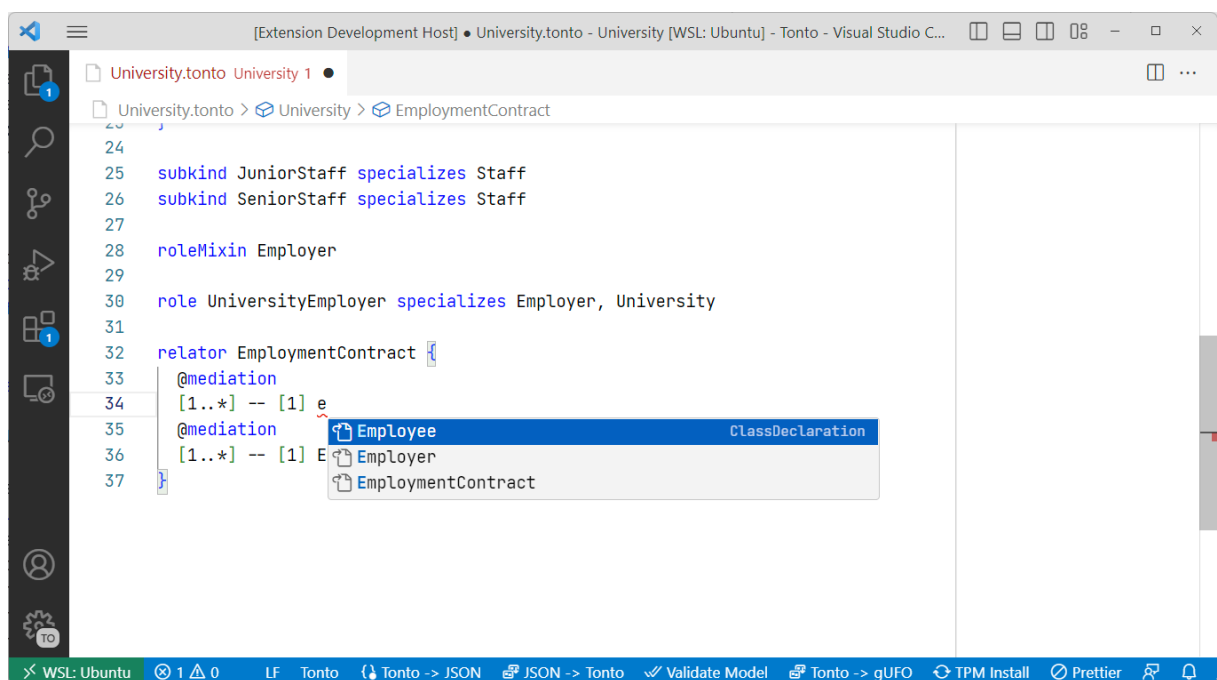 [Extension Development Host] ● University.tonto - University [WSL: Ubuntu] - Tonto - Visual Studio C...
University.tonto University 1 ●
University.tonto > University > EmploymentContract
1
23 }
24
25 subkind JuniorStaff specializes Staff
26 subkind SeniorStaff specializes Staff
27
28 roleMixin Employer
29
30 role UniversityEmployer specializes Employer, University
31
1
32 relator EmploymentContract {
33 @mediation
34 [1..*] -- [1] e
35 @mediation
Employee ClassDeclaration
36 [1..*] -- [1] E
Employer
37 }
EmploymentContract
TO
WSL: Ubuntu 1 0 LF Tonto Tonto -> JSON JSON -> Tonto Validate Model Tonto -> gUFO TPM Install Prettier